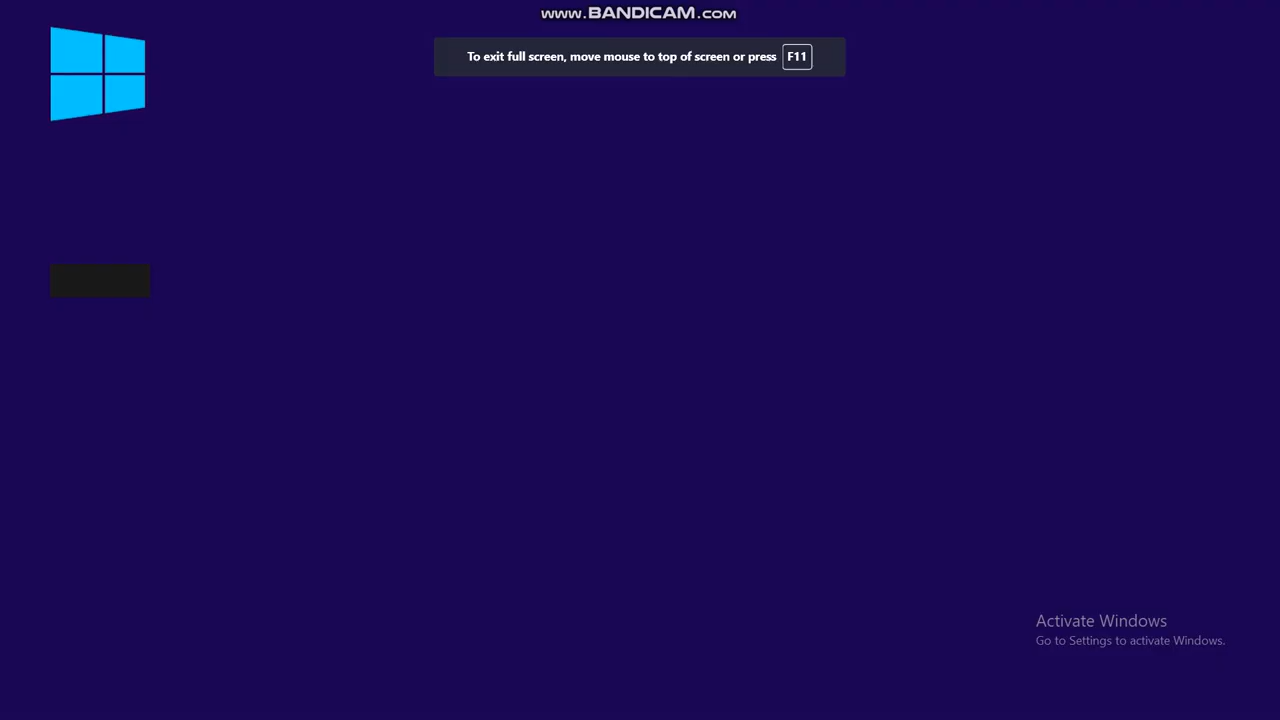 www.BANDICAM.com
To exit full screen, move mouse to top of screen or press F11
Activate Windows
Go to Settings to activate Windows.